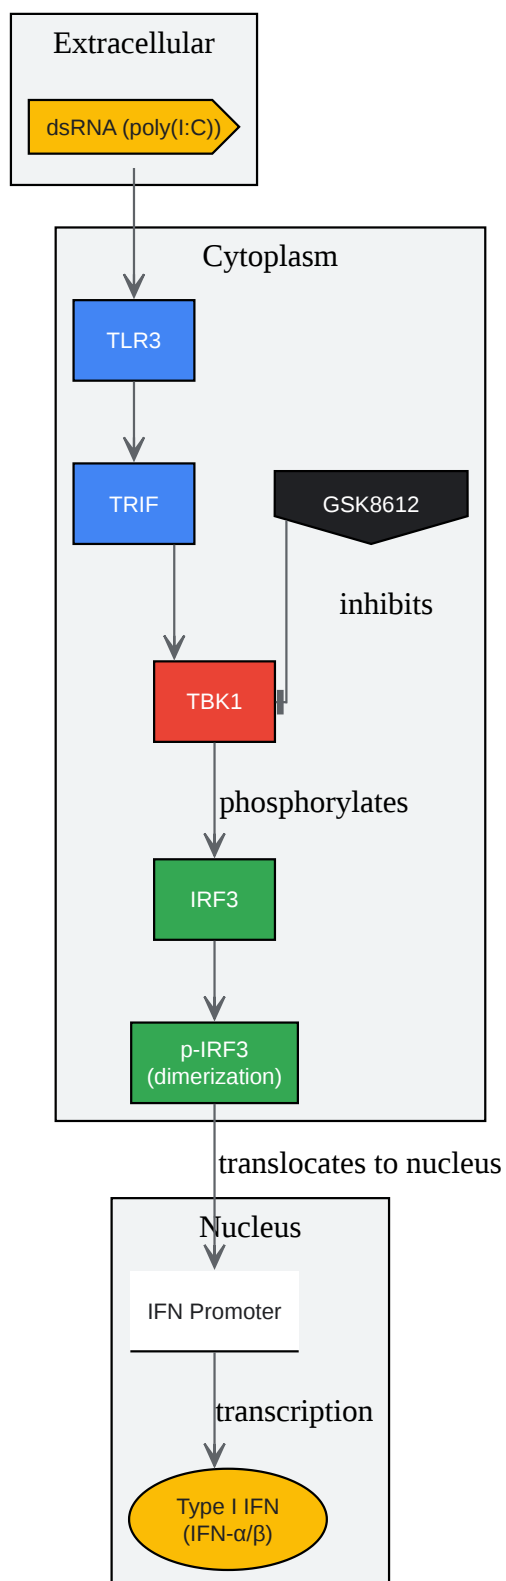 Extracellular
dsRNA (poly(I:C))
Cytoplasm
TLR3
TRIF
GSK8612
inhibits
TBK1
phosphorylates
IRF3
p-IRF3
(dimerization)
translocates to nucleus
Nucleus
IFN Promoter
transcription
Type I IFN
(IFN-α/β)